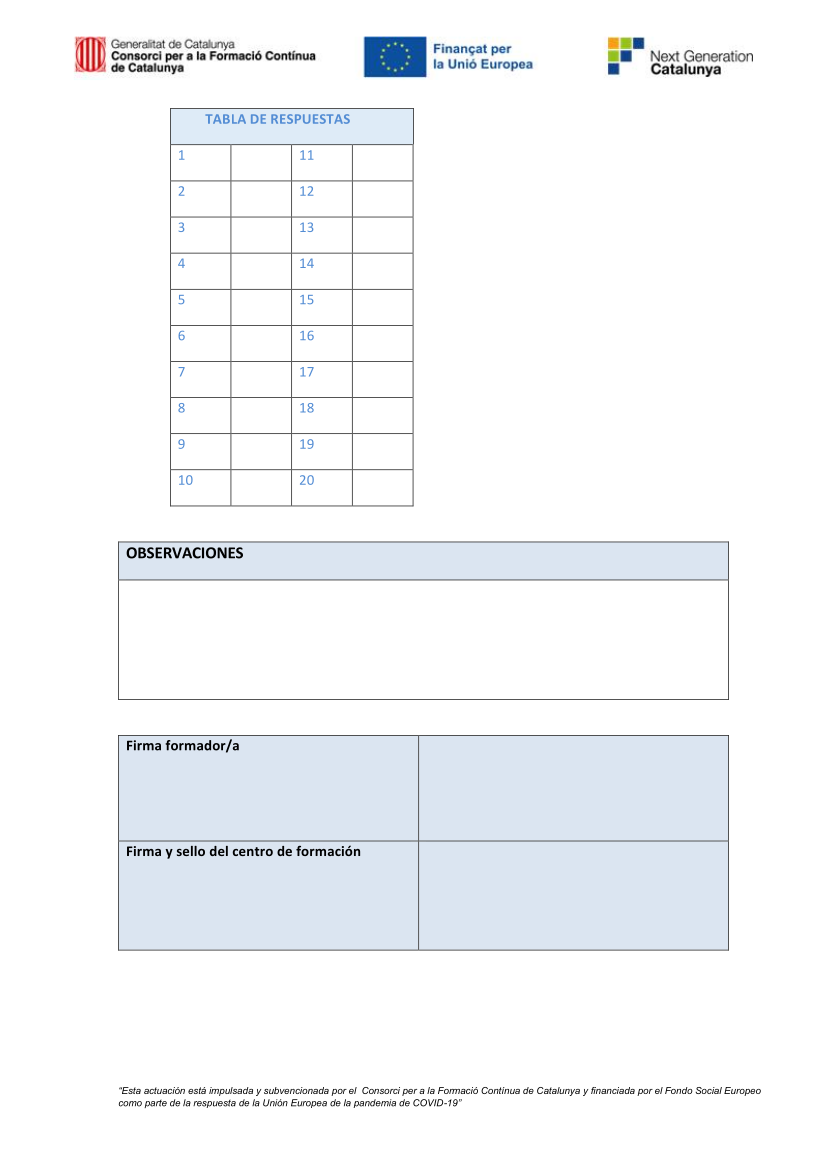 Generalitat de Catalunya
Consorci per a la Formació Contínua
de Catalunya
Finançat per
la Unió Europea
Next Generation
Catalunya
TABLA DE RESPUESTAS
1 11
2 12
3 13
4 14
5 15
6 16
7 17
8 18
9 19
10 20
OBSERVACIONES
Firma formador/a
Firma y sello del centro de formación
“Esta actuación está impulsada y subvencionada por el Consorci per a la Formació Contínua de Catalunya y financiada por el Fondo Social Europeo
como parte de la respuesta de la Unión Europea de la pandemia de COVID-19”